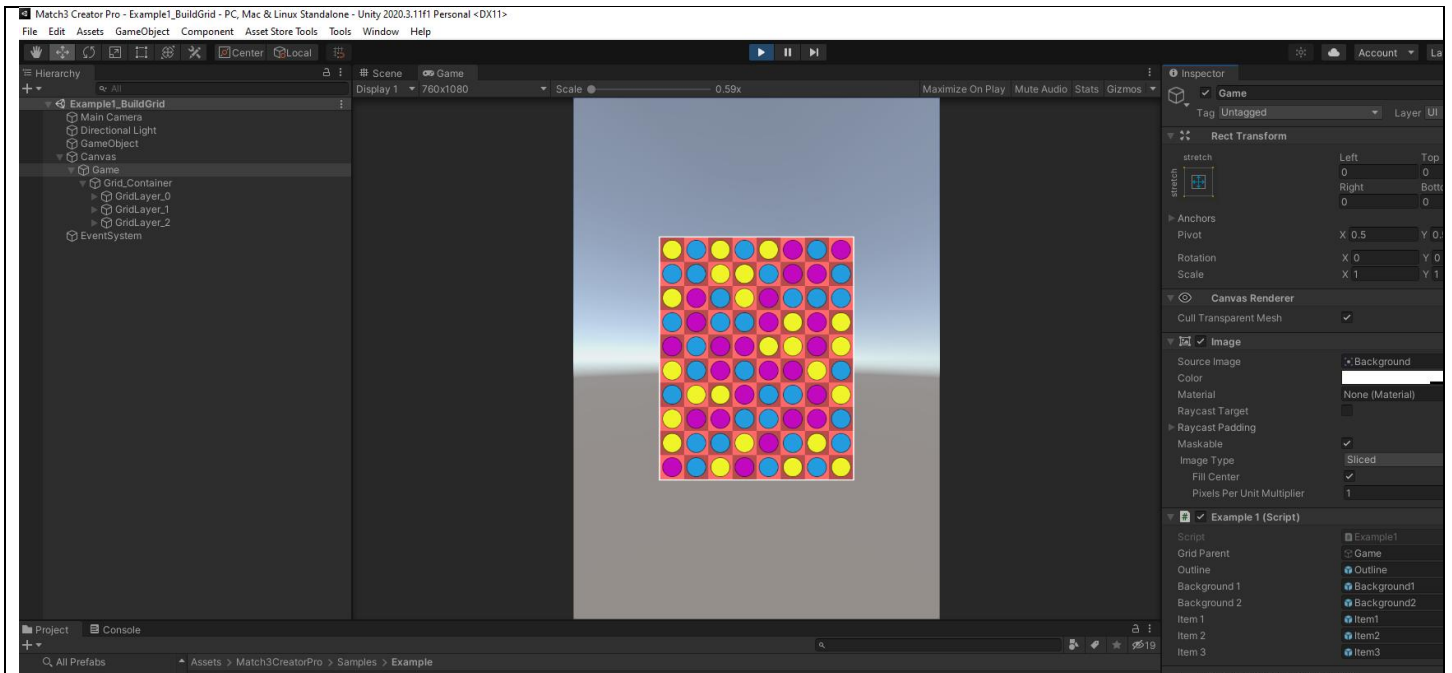 Match3 Creator Pro - Example1_BuildGrid - PC, Mac & Linux Standalone - Unity 2020.3.11f1 Personal <DX11>
File Edit Assets GameObject Component Asset Store Tools Tools Window Help
Center Local Account La
Hierarchy
All
Example1_BuildGrid
Main Camera
Directional Light
GameObject
Canvas
Game
Grid_Container
GridLayer_0
GridLayer_1
GridLayer_2
EventSystem
Scene Game
Display 1 760x1080 Scale 0.59x Maximize On Play Mute Audio Stats Gizmos
Inspector
Game
Tag Untagged Layer UI
Rect Transform
stretch Left Top
stretch
0 0
Right Botto
0 0
Anchors
Pivot X 0.5 Y 0.
Rotation X 0 Y 0
Scale X 1 Y 1
Canvas Renderer
Cull Transparent Mesh
Image
Source Image Background
Color
Material None (Material)
Raycast Target
Raycast Padding
Maskable
Image Type Sliced
Fill Center
Pixels Per Unit Multiplier 1
Example 1 (Script)
Script Example1
Grid Parent Game
Outline Outline
Background 1 Background1
Background 2 Background2
Item 1 Item1
Item 2 Item2
Item 3 Item3
Project Console
19
All Prefabs Assets > Match3CreatorPro > Samples > Example